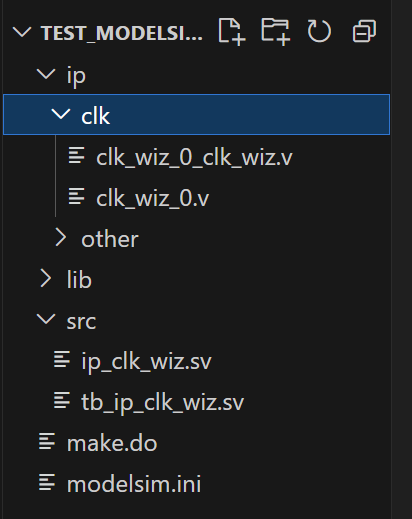 TEST_MODELSI...
ip
clk
clk_wiz_0_clk_wiz.v
clk_wiz_0.v
other
lib
src
ip_clk_wiz.sv
tb_ip_clk_wiz.sv
make.do
modelsim.ini